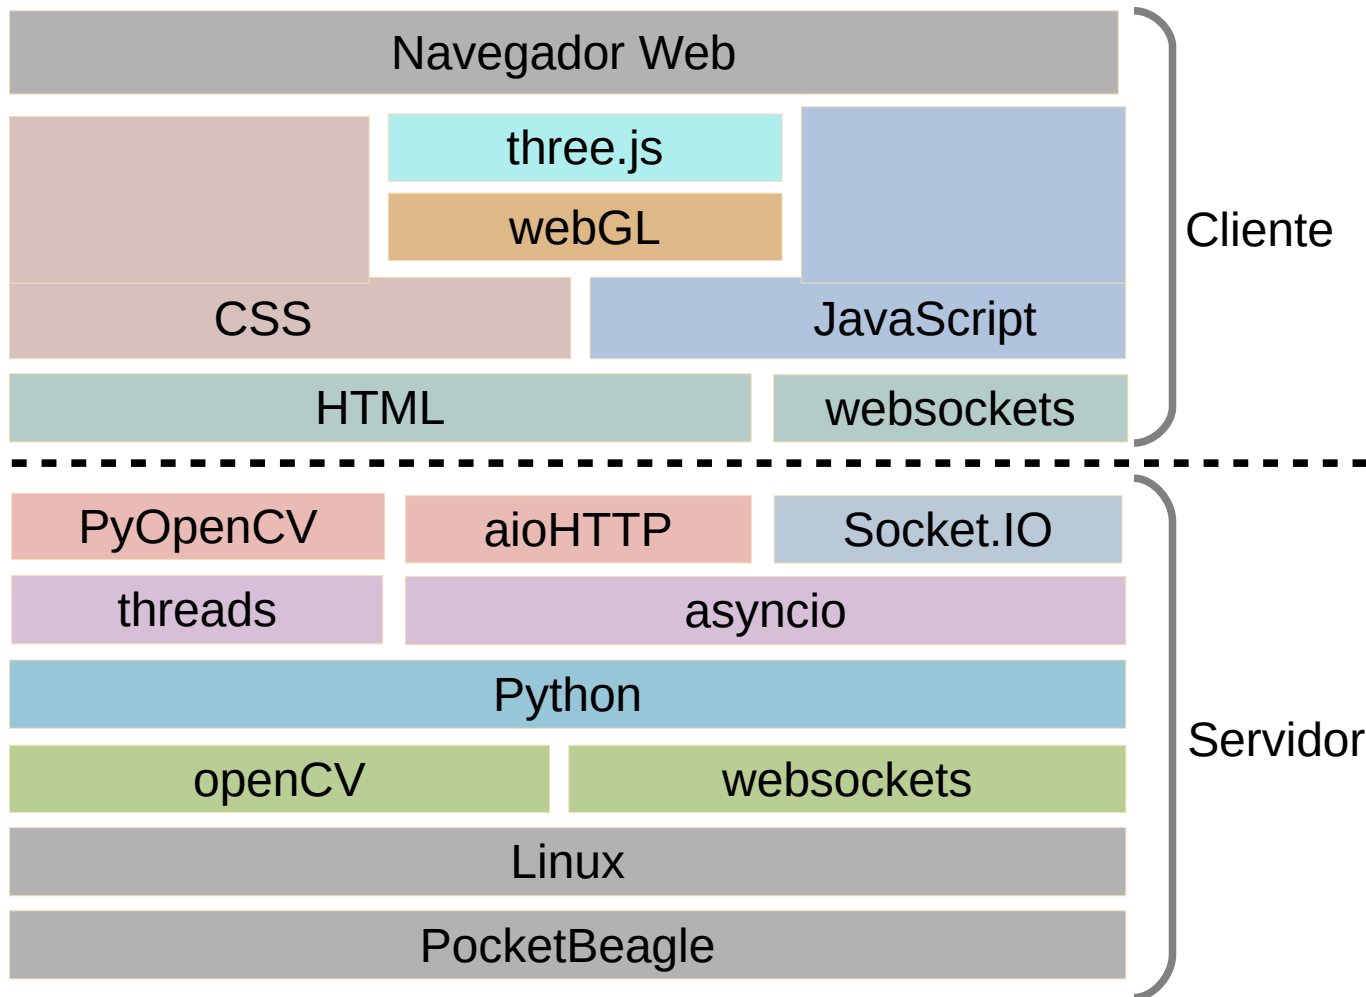 Navegador Web
three.js
webGL
Cliente
CSS
JavaScript
HTML
websockets
PyOpenCV
aioHTTP
Socket.IO
threads
asyncio
Python
Servidor
openCV
websockets
Linux
PocketBeagle